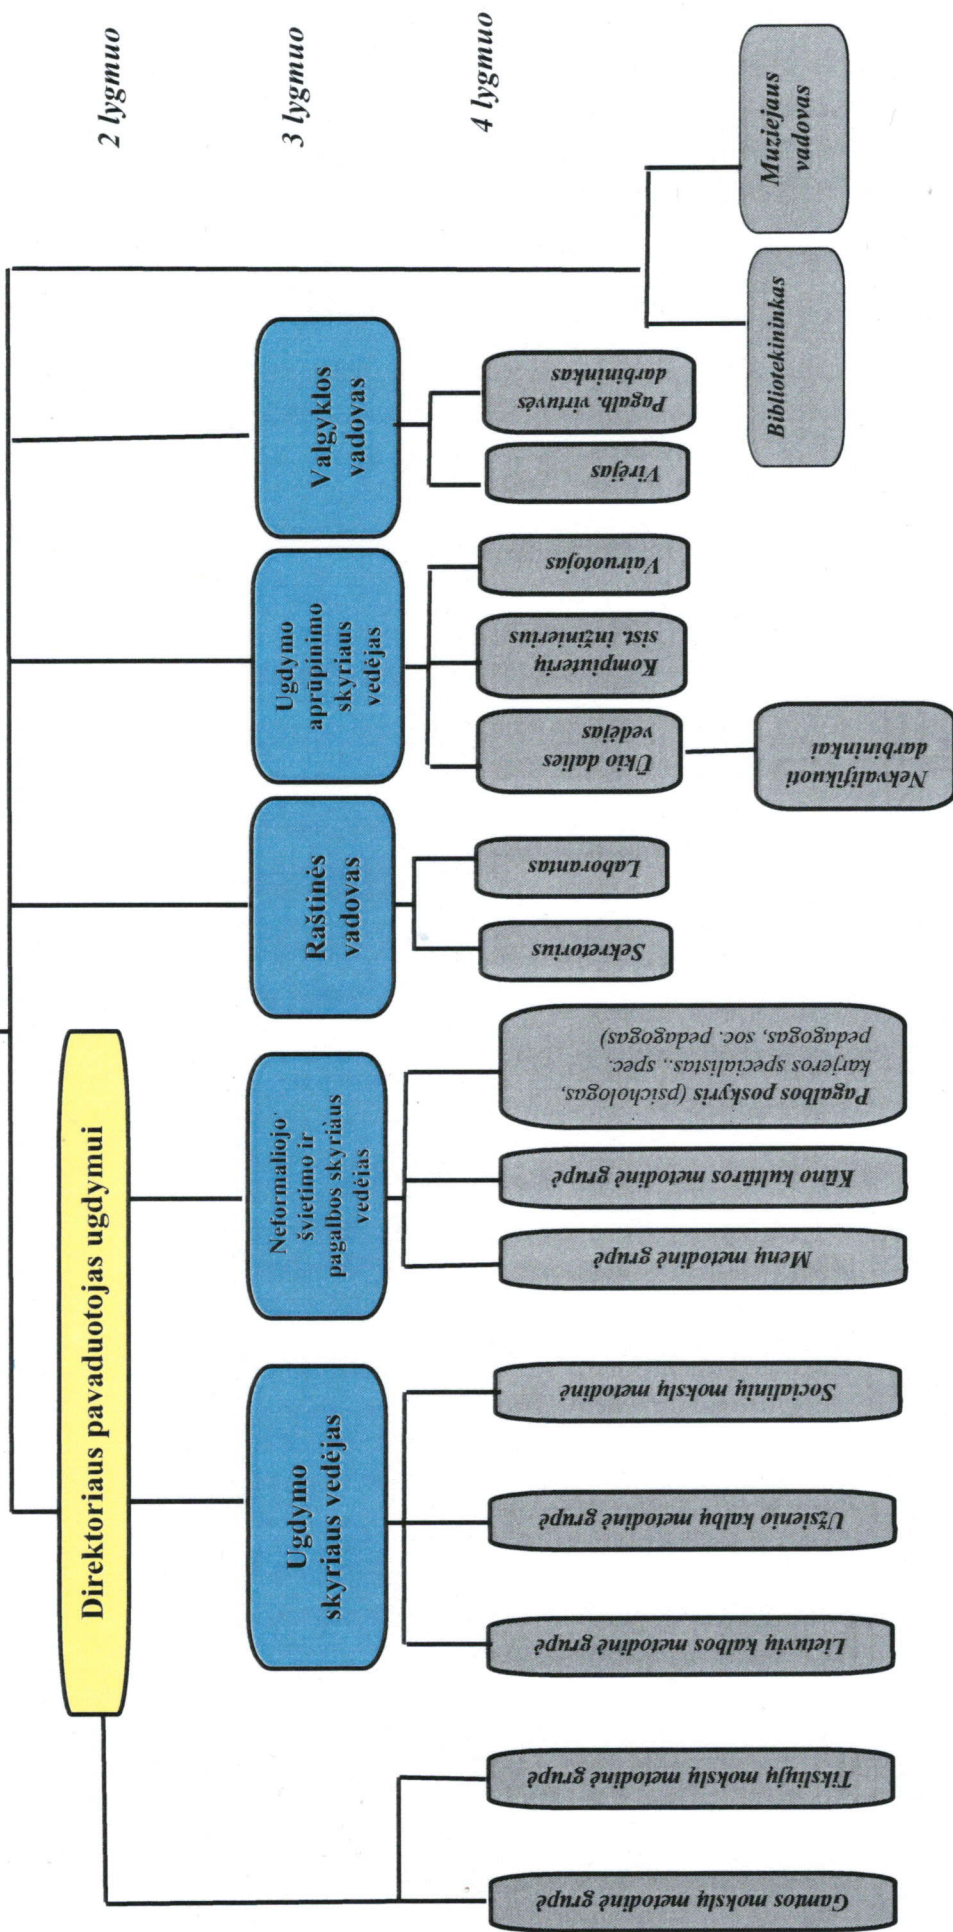 2 lygmuo
3 lygmuo
4 lygmuo
Direktoriaus pavaduotojas ugdymui
Ugdymo
skyriaus vedėjas
Neformaliojo
švietimo ir
pagalbos skyriaus
vedėjas
Raštinės
vadovas
Ugdymo
aprūpinimo
skyriaus
vedėjas
Valgyklos
vadovas
Gamtos mokslų metodinė grupė
Tiksliųjų mokslų metodinė grupė
Lietuvių kalbos metodinė grupė
Užsienio kalbų metodinė grupė
Socialinių mokslų metodinė
Menų metodinė grupė
Kūno kultūros metodinė grupė
Pagalbos poskyris (psichologas,
karjeros specialistas., spec.
pedagogas, soc. pedagogas)
Sekretorius
Laborantas
Ūkio dalies
vedėjas
Kompiuterių
sist. inžinierius
Vairuotojas
Virėjas
Pagalb. virtuvės
darbininkas
Nekvalifikuoti
darbininkai
Bibliotekininkas
Muziejaus
vadovas